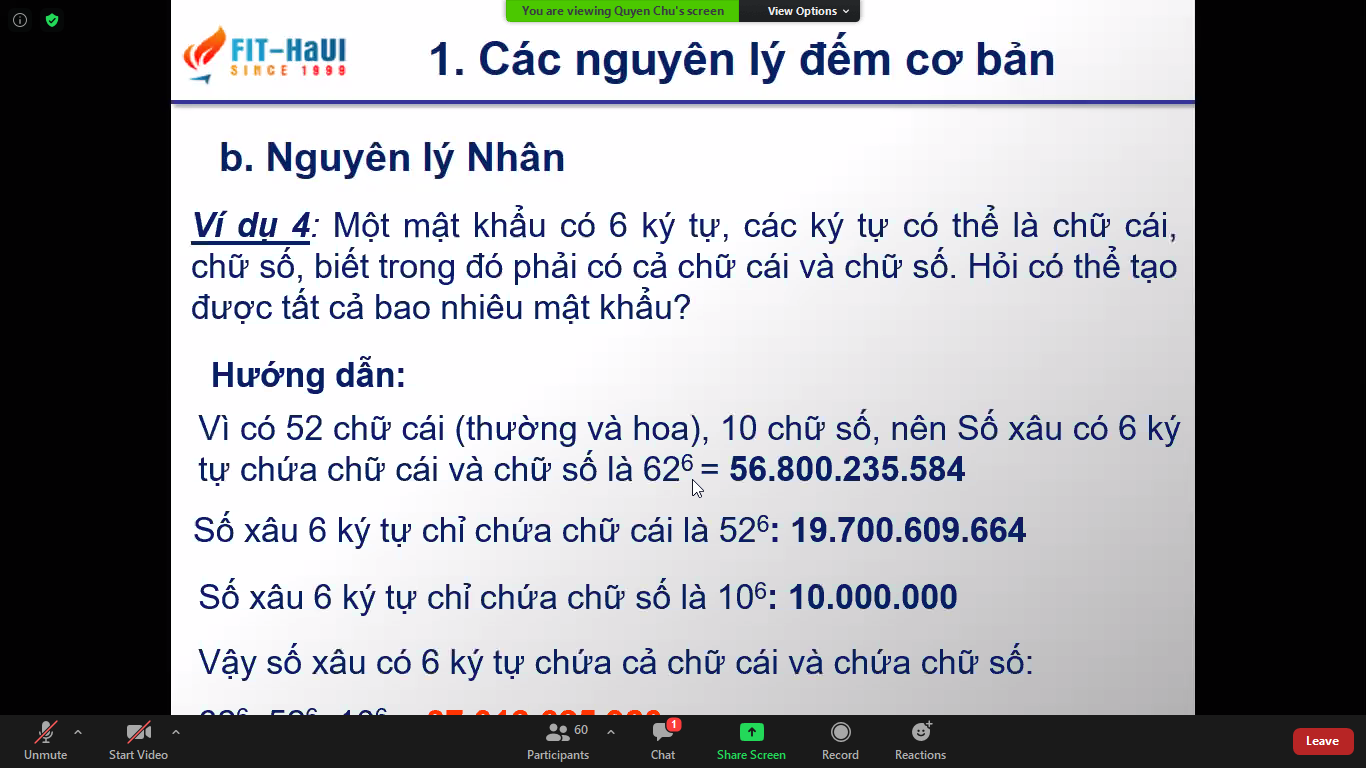 You are viewing Quyen Chu's screen
View Options
FIT-HaUI
SINCE 1999
1. Các nguyên lý đếm cơ bản
b. Nguyên lý Nhân
Ví dụ 4: Một mật khẩu có 6 ký tự, các ký tự có thể là chữ cái,
chữ số, biết trong đó phải có cả chữ cái và chữ số. Hỏi có thể tạo
được tất cả bao nhiêu mật khẩu?
Hướng dẫn:
Vì có 52 chữ cái (thường và hoa), 10 chữ số, nên Số xâu có 6 ký
tự chứa chữ cái và chữ số là 62⁶ = 56.800.235.584
Số xâu 6 ký tự chỉ chứa chữ cái là 52⁶: 19.700.609.664
Số xâu 6 ký tự chỉ chứa chữ số là 10⁶: 10.000.000
Vậy số xâu có 6 ký tự chứa cả chữ cái và chứa chữ số:
Unmute
Start Video
60
Participants
1
Chat
Share Screen
Record
Reactions
Leave